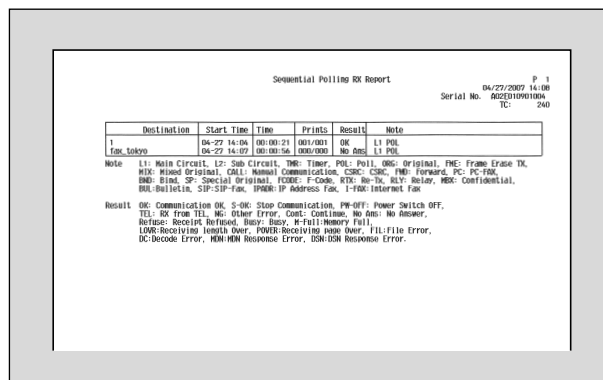 Sequential Polling RX Report
P 1
04/27/2007 14:08
Serial No. A02E010901004
TC: 240
Destination Start Time Time Prints Result Note
1 04-27 14:04 00:00:21 001/001 OK L1 POL
fax_tokyo 04-27 14:07 00:00:56 000/000 No Ans L1 POL
Note L1: Main Circuit, L2: Sub Circuit, TMR: Timer, POL: Poll, ORG: Original, FME: Frame Erase TX,
MIX: Mixed Original, CALL: Manual Communication, CSRC: CSRC, FWD: Forward, PC: PC-FAX,
BND: Bind, SP: Special Original, FCODE: F-Code, RTX: Re-Tx, RLY: Relay, MBX: Confidential,
BUL:Bulletin, SIP:SIP-Fax, IPADR:IP Address Fax, I-FAX:Internet Fax
Result OK: Communication OK, S-OK: Stop Communication, PW-OFF: Power Switch OFF,
TEL: RX from TEL, NG: Other Error, Cont: Continue, No Ans: No Answer,
Refuse: Receipt Refused, Busy: Busy, M-Full:Memory Full,
LOVR:Receiving length Over, POVER:Receiving page Over, FIL:File Error,
DC:Decode Error, MDN:MDN Response Error, DSN:DSN Response Error.